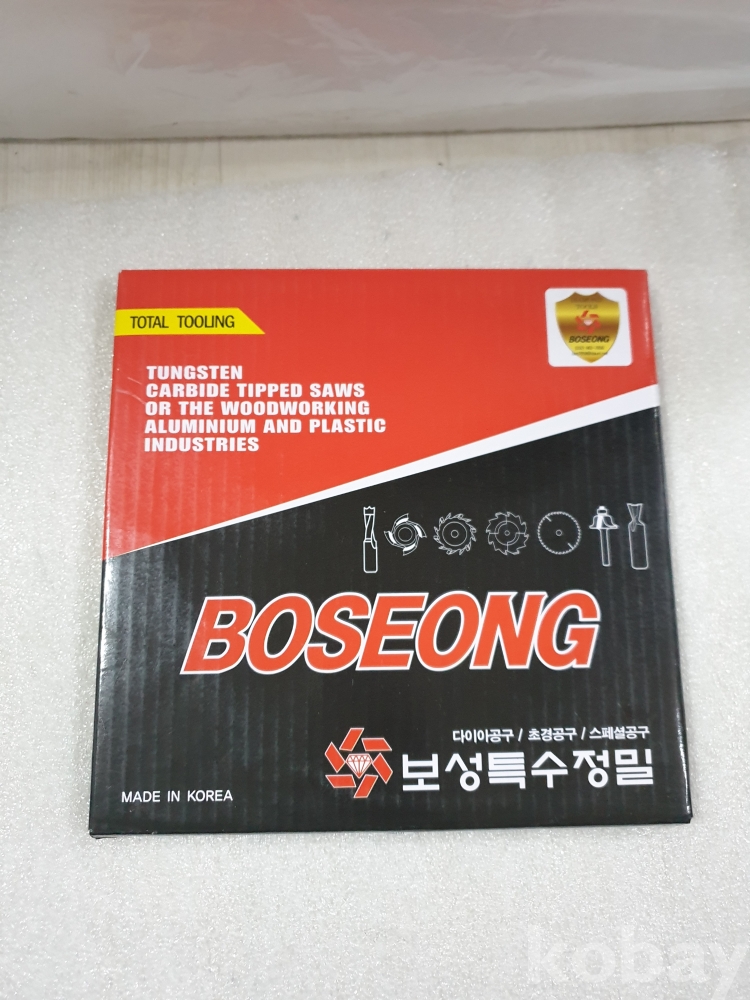 TOTAL TOOLING
BOSEONG
TUNGSTEN
CARBIDE TIPPED SAWS
OR THE WOODWORKING
ALUMINIUM AND PLASTIC
INDUSTRIES
BOSEONG
다이아공구 / 초경공구 / 스페셜공구
보성특수정밀
MADE IN KOREA
kobay